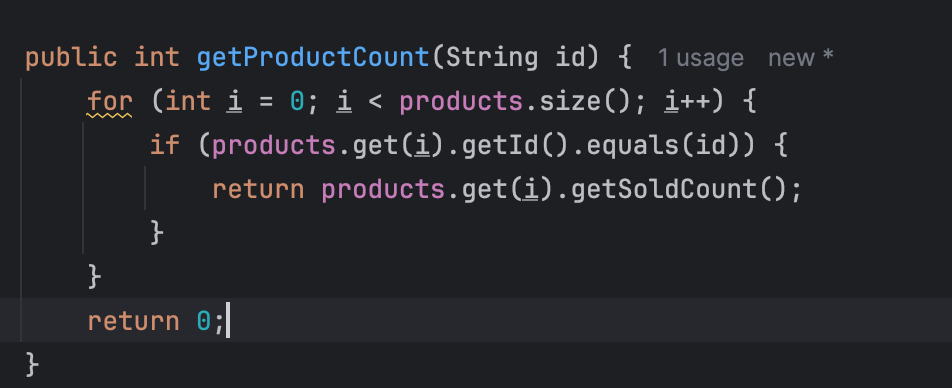 public int getProductCount(String id) { 1 usage new *
for (int i = 0; i < products.size(); i++) {
if (products.get(i).getId().equals(id)) {
return products.get(i).getSoldCount();
}
}
return 0;
}